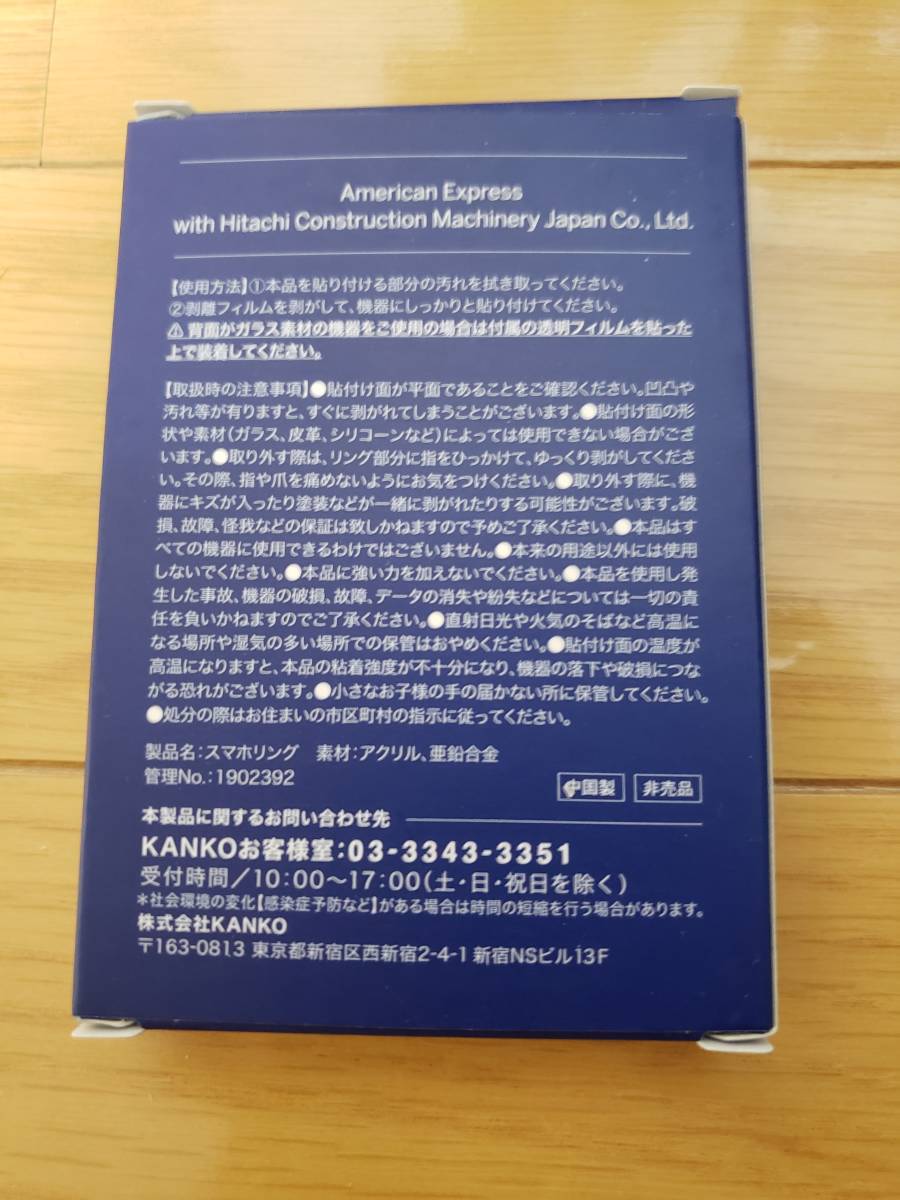 American Express
with Hitachi Construction Machinery Japan Co., Ltd.
【使用方法】①本品を貼り付ける部分の汚れを拭き取ってください。
②剥離フィルムを剥がして、機器にしっかりと貼り付けてください。
⚠背面がガラス素材の機器をご使用の場合は付属の透明フィルムを貼った
上で装着してください。
【取扱時の注意事項】●貼付け面が平面であることをご確認ください。凹凸や
汚れ等が有りますと、すぐに剥がれてしまうことがございます。●貼付け面の形
状や素材(ガラス、皮革、シリコーンなど)によっては使用できない場合がござ
います。●取り外す際は、リング部分に指をひっかけて、ゆっくり剥がしてくださ
い。その際、指や爪を痛めないようにお気をつけください。●取り外す際に、機
器にキズが入ったり塗装などが一緒に剥がれたりする可能性がございます。破
損、故障、怪我などの保証は致しかねますので予めご了承ください。●本品はす
べての機器に使用できるわけではございません。●本来の用途以外には使用
しないでください。●本品に強い力を加えないでください。●本品を使用し発
生した事故、機器の破損、故障、データの消失や紛失などについては一切の責
任を負いかねますのでご了承ください。●直射日光や火気のそばなど高温に
なる場所や湿気の多い場所での保管はおやめください。●貼付け面の温度が
高温になりますと、本品の粘着強度が不十分になり、機器の落下や破損につな
がる恐れがございます。●小さなお子様の手の届かない所に保管してください。
●処分の際はお住まいの市区町村の指示に従ってください。
製品名:スマホリング 素材:アクリル、亜鉛合金
管理No.:1902392
中国製 非売品
本製品に関するお問い合わせ先
KANKOお客様室:03-3343-3351
受付時間/10:00〜17:00(土・日・祝日を除く)
*社会環境の変化【感染症予防など】がある場合は時間の短縮を行う場合があります。
株式会社KANKO
〒163-0813 東京都新宿区西新宿2-4-1 新宿NSビル13F